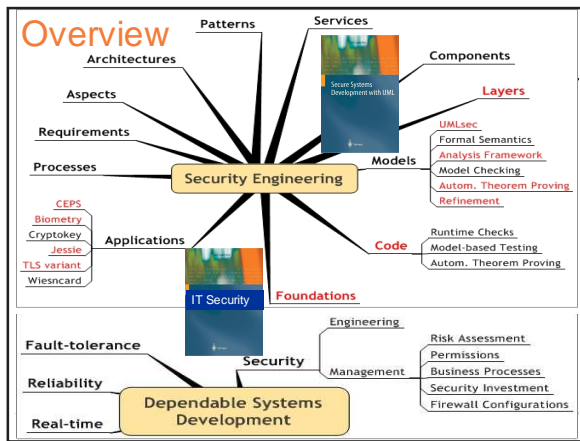 Overview
Patterns
Services
Architectures
Components
Aspects
Layers
Requirements
Processes
Secure Systems
Development with UML
Security Engineering
Models
UMLsec
Formal Semantics
Analysis Framework
Model Checking
Autom. Theorem Proving
Refinement
CEPS
Biometry
Cryptokey
Jessie
TLS variant
Wiesncard
Applications
Code
Runtime Checks
Model-based Testing
Autom. Theorem Proving
IT Security
Foundations
Fault-tolerance
Reliability
Real-time
Dependable Systems
Development
Security
Engineering
Management
Risk Assessment
Permissions
Business Processes
Security Investment
Firewall Configurations